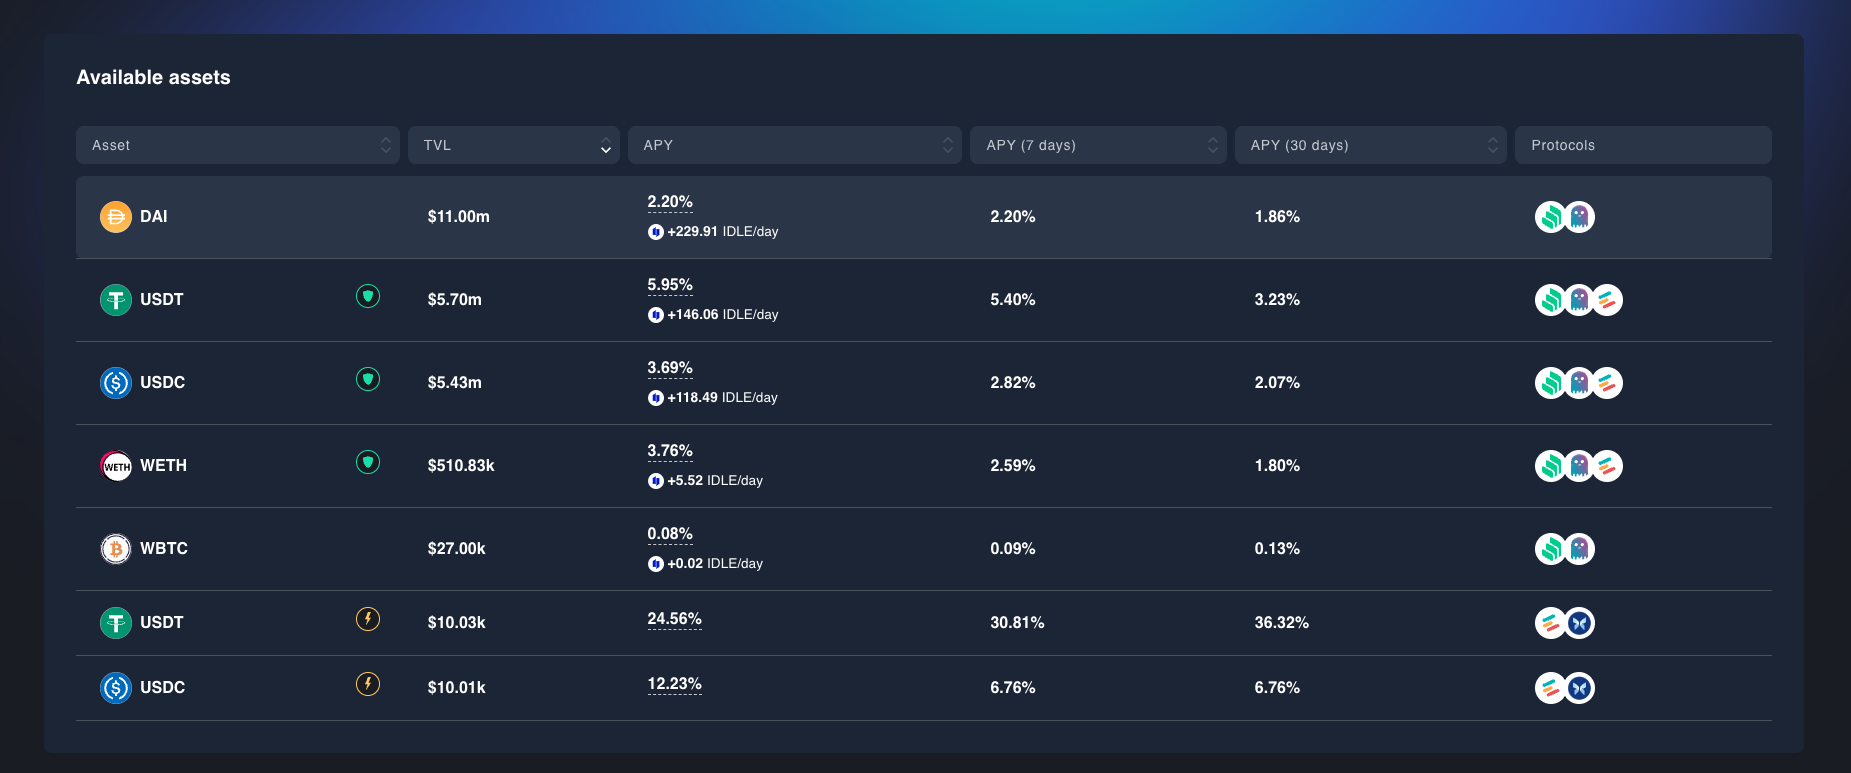 Available assets
Asset TVL APY APY (7 days) APY (30 days) Protocols
DAI $11.00m 2.20% 2.20% 1.86%
+229.91 IDLE/day
USDT $5.70m 5.95% 5.40% 3.23%
+146.06 IDLE/day
USDC $5.43m 3.69% 2.82% 2.07%
+118.49 IDLE/day
WETH WETH $510.83k 3.76% 2.59% 1.80%
+5.52 IDLE/day
WBTC $27.00k 0.08% 0.09% 0.13%
+0.02 IDLE/day
USDT $10.03k 24.56% 30.81% 36.32%
USDC $10.01k 12.23% 6.76% 6.76%